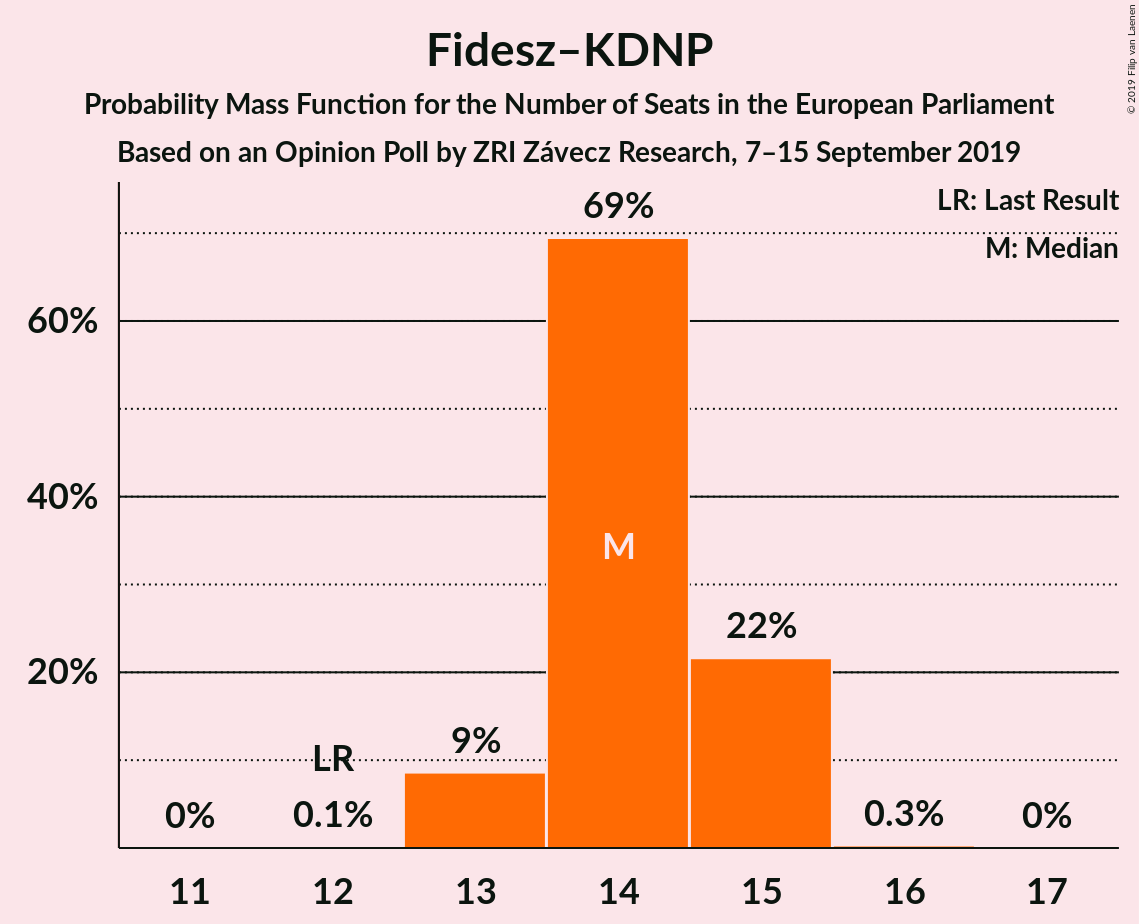 Fidesz–KDNP
Probability Mass Function for the Number of Seats in the European Parliament
Based on an Opinion Poll by ZRI Závecz Research, 7–15 September 2019
© 2019 Filip van Laenen
LR: Last Result
M: Median
69%
60%
40%
M
22%
20%
9%
LR
0%
0.1%
0.3%
0%
11
12
13
14
15
16
17